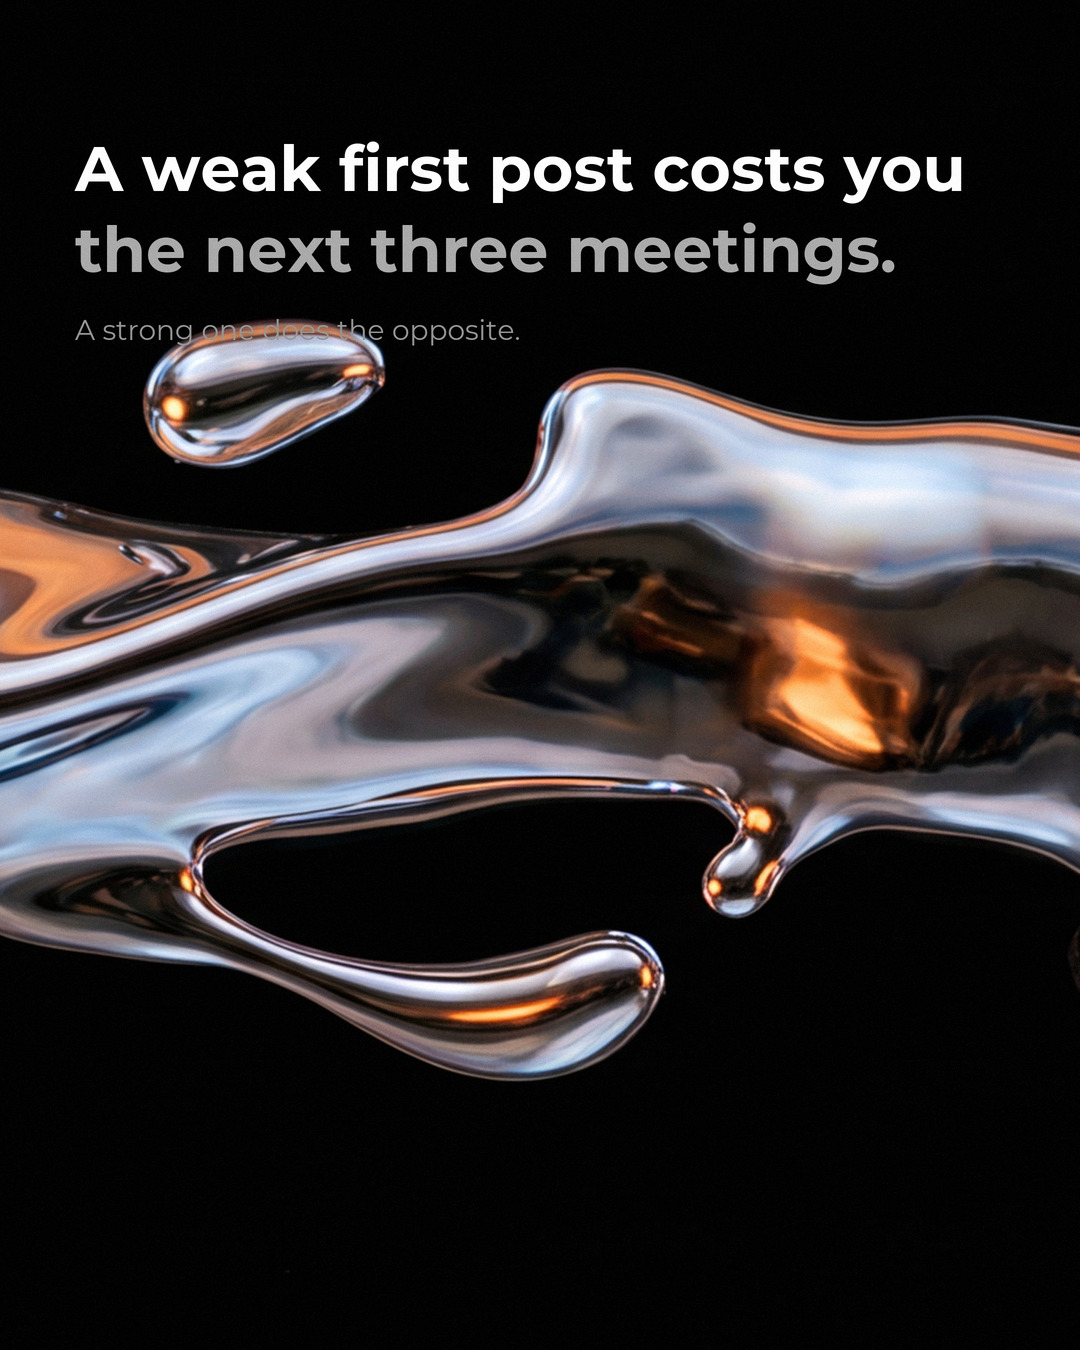 A weak first post costs you
the next three meetings.
A strong one does the opposite.